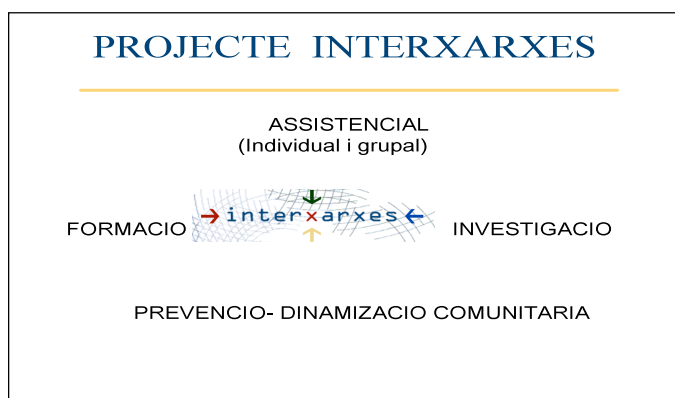 PROJECTE INTERXARXES
ASSISTENCIAL
(Individual i grupal)
interxarxes
FORMACIO
INVESTIGACIO
PREVENCIO- DINAMIZACIO COMUNITARIA